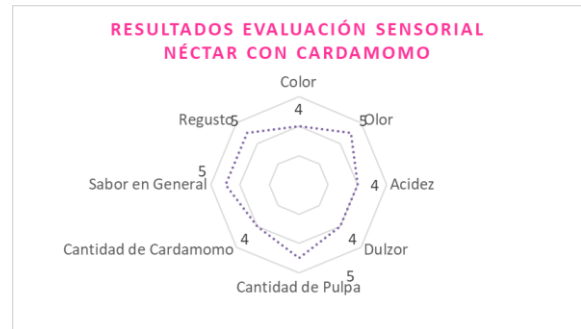 RESULTADOS EVALUACIÓN SENSORIAL
NÉCTAR CON CARDAMOMO
Color
4
Regusto
5
5
Olor
5
Sabor en General
4
Acidez
Cantidad de Cardamomo
4
4
Dulzor
5
Cantidad de Pulpa